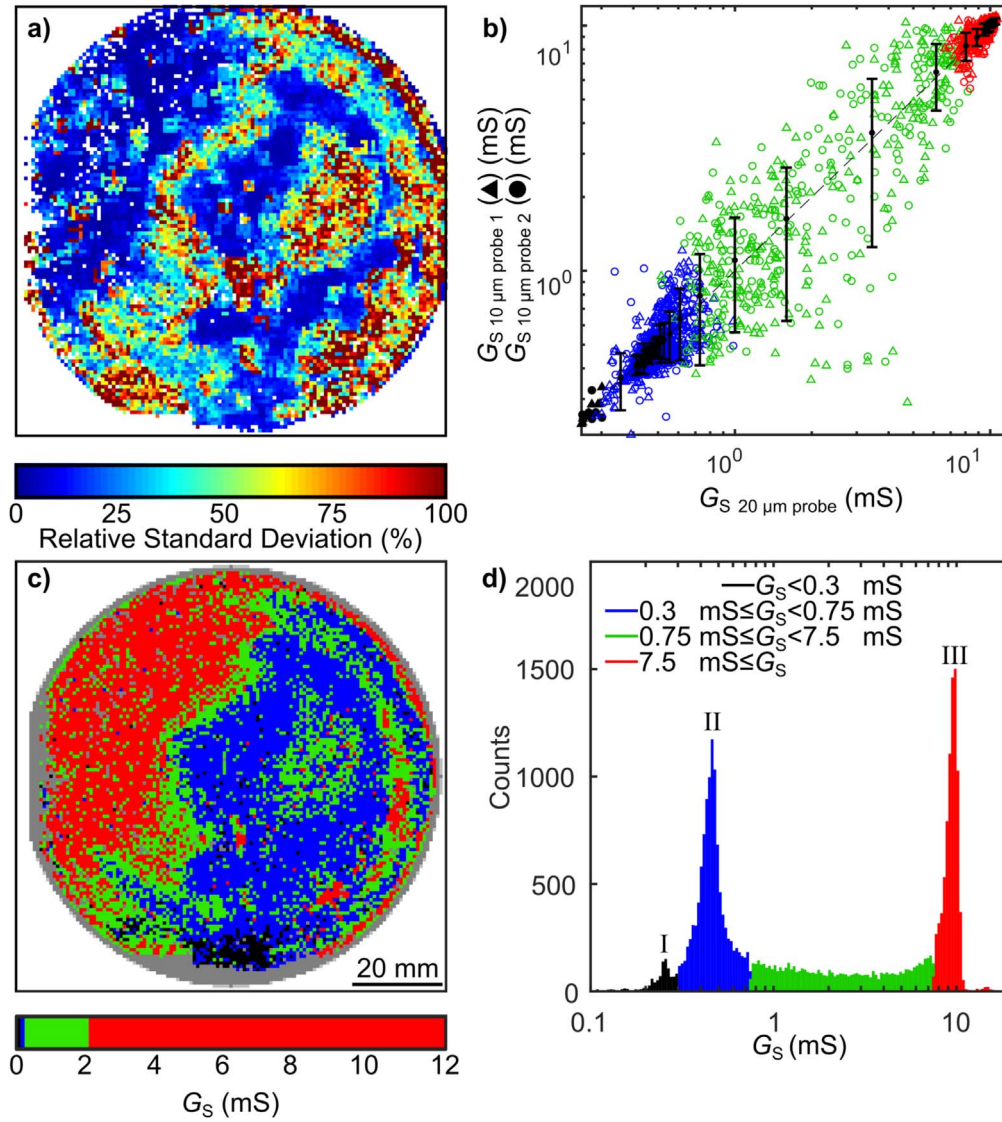 a)
0 25 50 75 100
Relative Standard Deviation (%)
b)
10¹
10⁰
G_S 10 µm probe 1 (▲) (mS)
G_S 10 µm probe 2 (●) (mS)
10⁰ 10¹
G_S 20 µm probe (mS)
c)
20 mm
0 2 4 6 8 10 12
G_S (mS)
d)
2000
1500
1000
500
0
Counts
G_S<0.3 mS
0.3 mS≤G_S<0.75 mS
0.75 mS≤G_S<7.5 mS
7.5 mS≤G_S
I
II
III
0.1 1 10
G_S (mS)